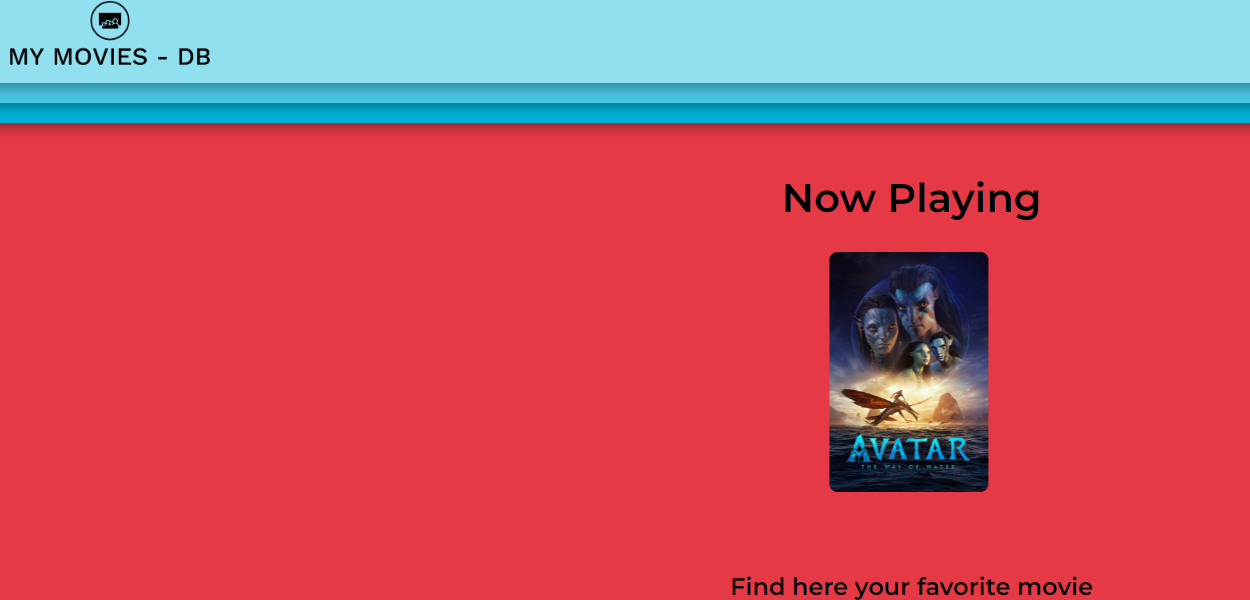 MY MOVIES - DB
Now Playing
AVATAR
THE WAY OF WATER
Find here your favorite movie